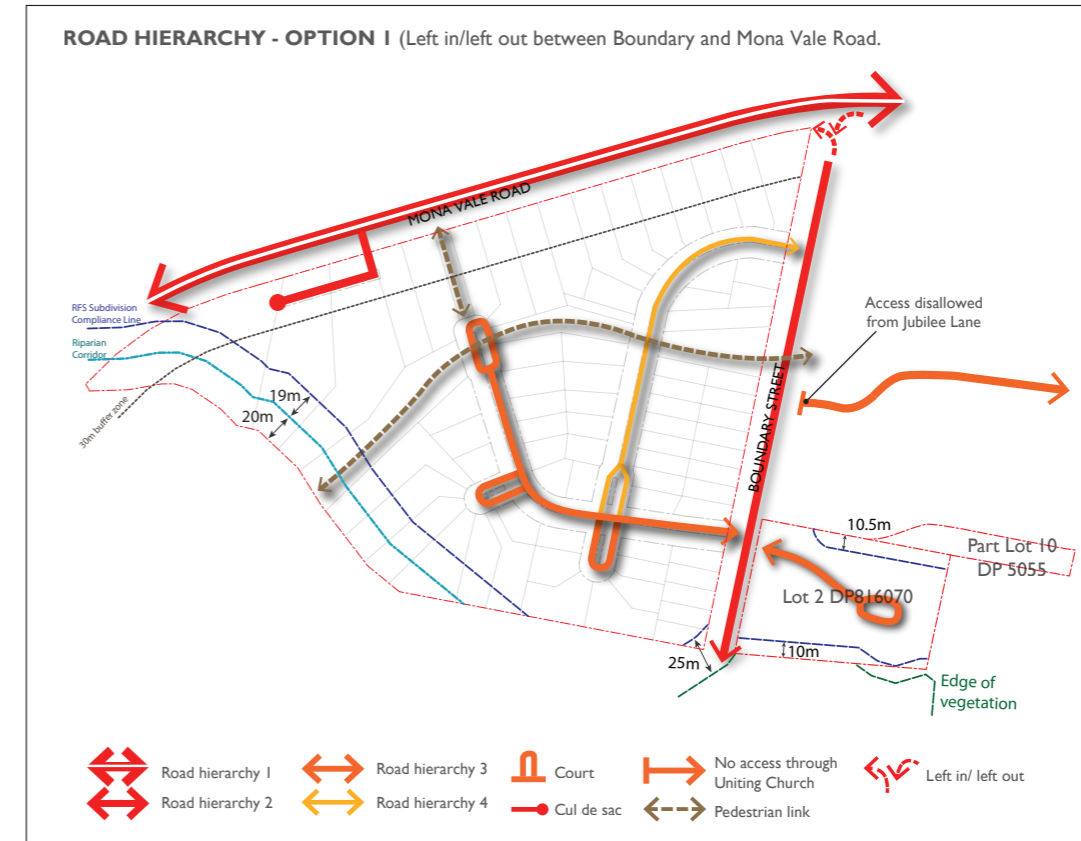 ROAD HIERARCHY - OPTION 1 (Left in/left out between Boundary and Mona Vale Road.
MONA VALE ROAD
RFS Subdivision
Compliance Line
Riparian
Corridor
30m buffer zone
19m
20m
BOUNDARY STREET
Access disallowed
from Jubilee Lane
10.5m
Part Lot 10
DP 5055
Lot 2 DP816070
10m
25m
Edge of
vegetation
Road hierarchy 1
Road hierarchy 2
Road hierarchy 3
Road hierarchy 4
Court
Cul de sac
No access through
Uniting Church
Pedestrian link
Left in/ left out